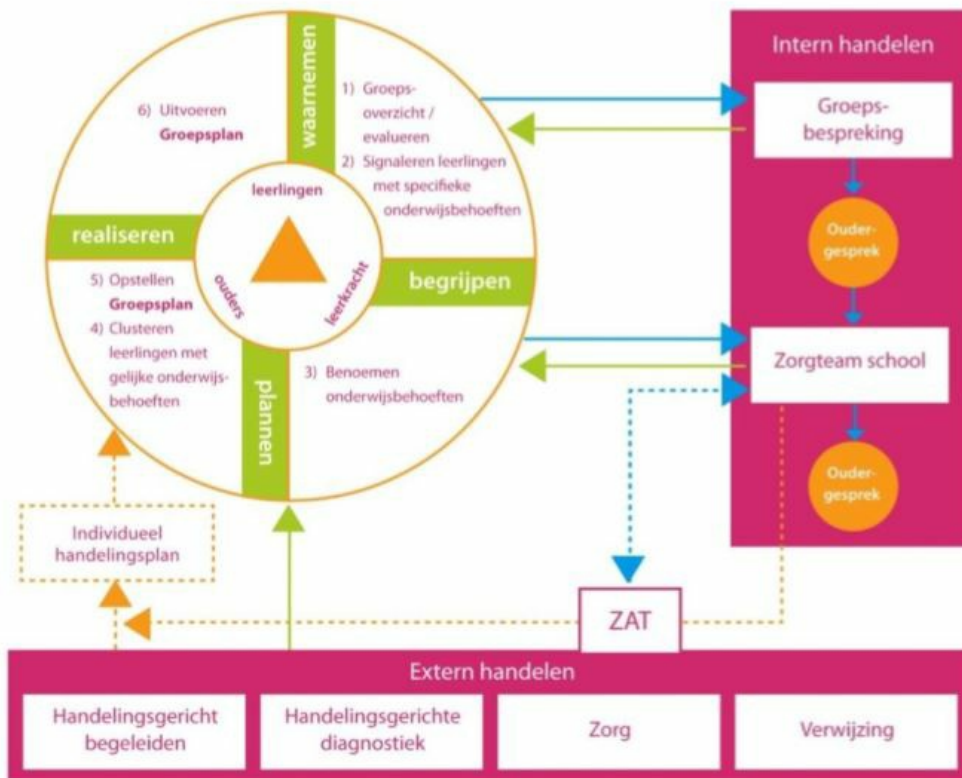 waarnemen
1) Groeps-
overzicht /
evalueren
2) Signaleren leerlingen
met specifieke
onderwijsbehoeften
begrijpen
3) Benoemen
onderwijsbehoeften
plannen
4) Clusteren
leerlingen met
gelijke onderwijs-
behoeften
5) Opstellen
Groepsplan
realiseren
6) Uitvoeren
Groepsplan
leerlingen
ouders
leerkracht
Intern handelen
Groeps-
bespreking
Ouder-
gesprek
Zorgteam school
Ouder-
gesprek
Individueel
handelingsplan
ZAT
Extern handelen
Handelingsgericht
begeleiden
Handelingsgerichte
diagnostiek
Zorg
Verwijzing